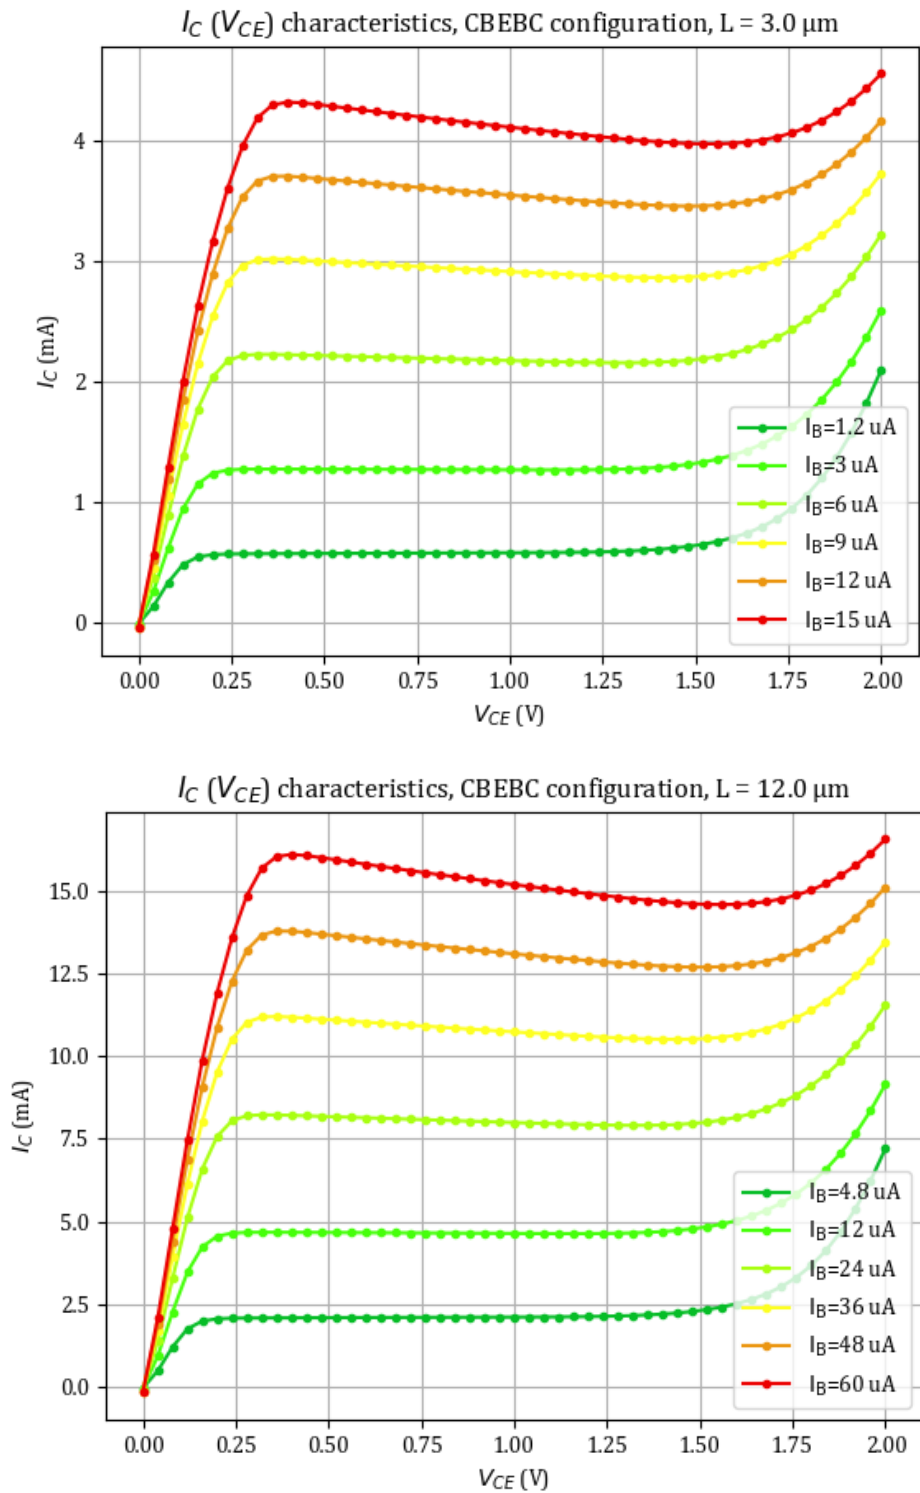 I_C (V_CE) characteristics, CBEBC configuration, L = 3.0 μm
4
3
2
1
0
I_C (mA)
I_B=1.2 uA
I_B=3 uA
I_B=6 uA
I_B=9 uA
I_B=12 uA
I_B=15 uA
0.00 0.25 0.50 0.75 1.00 1.25 1.50 1.75 2.00
V_CE (V)
I_C (V_CE) characteristics, CBEBC configuration, L = 12.0 μm
15.0
12.5
10.0
7.5
5.0
2.5
0.0
I_C (mA)
I_B=4.8 uA
I_B=12 uA
I_B=24 uA
I_B=36 uA
I_B=48 uA
I_B=60 uA
0.00 0.25 0.50 0.75 1.00 1.25 1.50 1.75 2.00
V_CE (V)